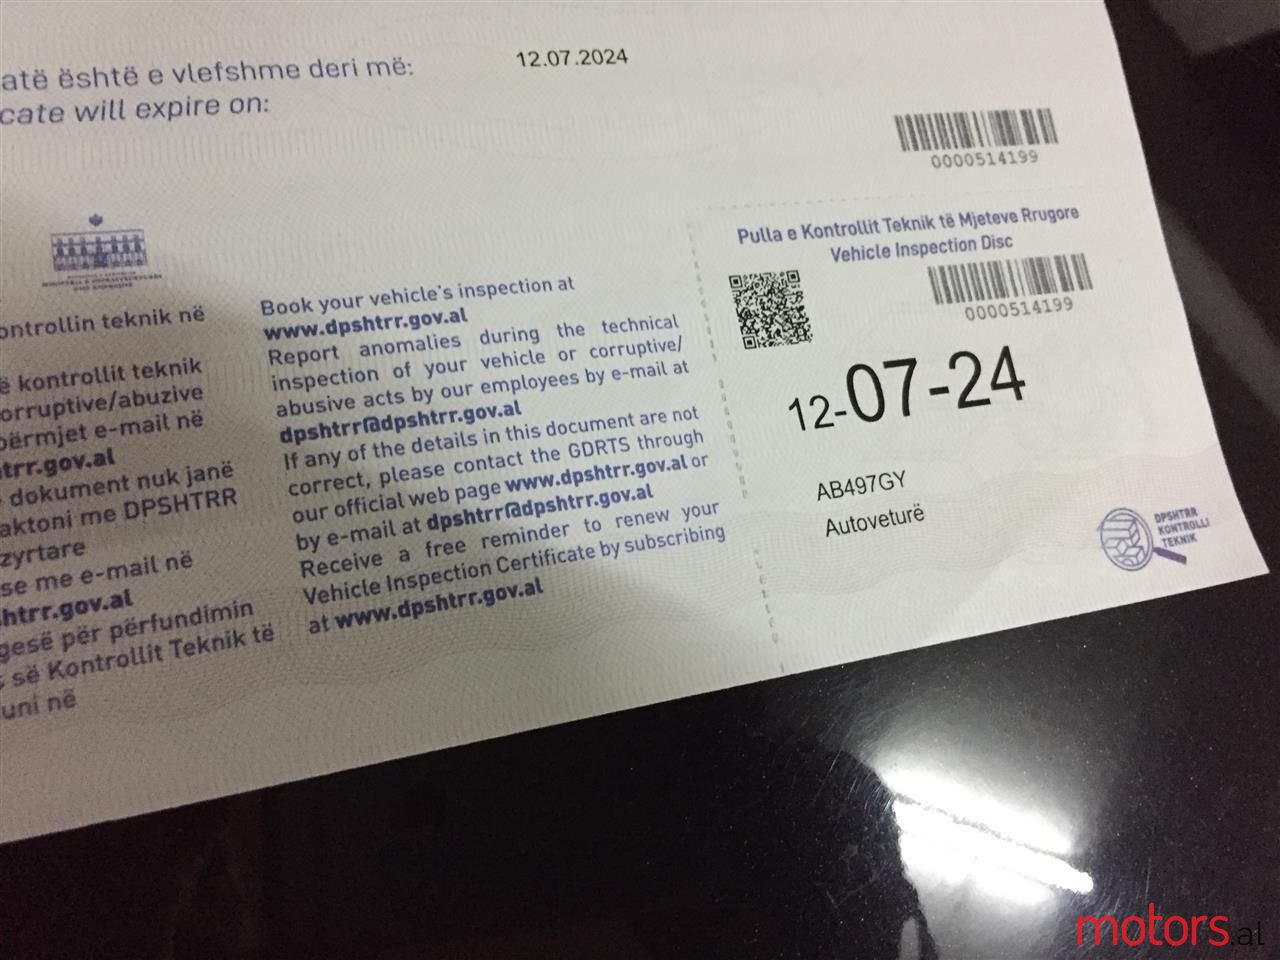 atë është e vlefshme deri më: 12.07.2024
cate will expire on:
0000514199
ontrollin teknik në
ë kontrollit teknik
orruptive/abuzive
përmjet e-mail në
trr.gov.al
dokument nuk janë
aktoni me DPSHTRR
zyrtare
se me e-mail në
htrr.gov.al
gesë për përfundimin
së Kontrollit Teknik të
uni në
Book your vehicle's inspection at
www.dpshtrr.gov.al
Report anomalies during the technical
inspection of your vehicle or corruptive/
abusive acts by our employees by e-mail at
dpshtrr@dpshtrr.gov.al
If any of the details in this document are not
correct, please contact the GDRTS through
our official web page www.dpshtrr.gov.al or
by e-mail at dpshtrr@dpshtrr.gov.al
Receive a free reminder to renew your
Vehicle Inspection Certificate by subscribing
at www.dpshtrr.gov.al
Pulla e Kontrollit Teknik të Mjeteve Rrugore
Vehicle Inspection Disc
0000514199
12-07-24
AB497GY
Autoveturë
DPSHTRR
KONTROLLI
TEKNIK
motors.al